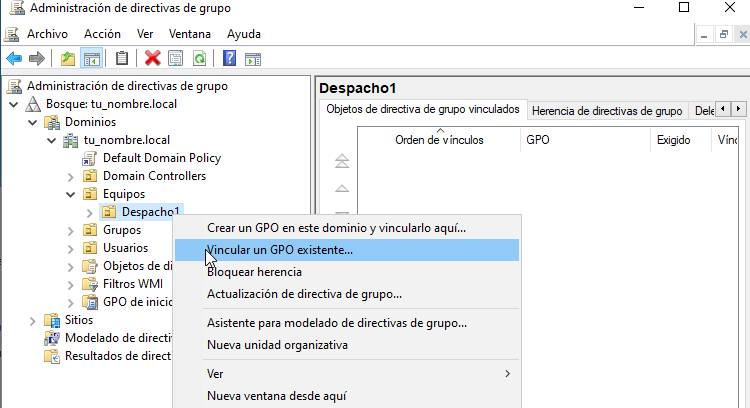 Administración de directivas de grupo
Archivo Acción Ver Ventana Ayuda
Administración de directivas de grupo
Bosque: tu_nombre.local
Dominios
tu_nombre.local
Default Domain Policy
Domain Controllers
Equipos
Despacho1
Grupos
Usuarios
Objetos de di
Filtros WMI
GPO de inicio
Sitios
Modelado de directiv
Resultados de direct
Despacho1
Objetos de directiva de grupo vinculados Herencia de directivas de grupo Dele
Orden de vínculos GPO Exigido Vínc
Crear un GPO en este dominio y vincularlo aquí...
Vincular un GPO existente...
Bloquear herencia
Actualización de directiva de grupo...
Asistente para modelado de directivas de grupo...
Nueva unidad organizativa
Ver
Nueva ventana desde aquí